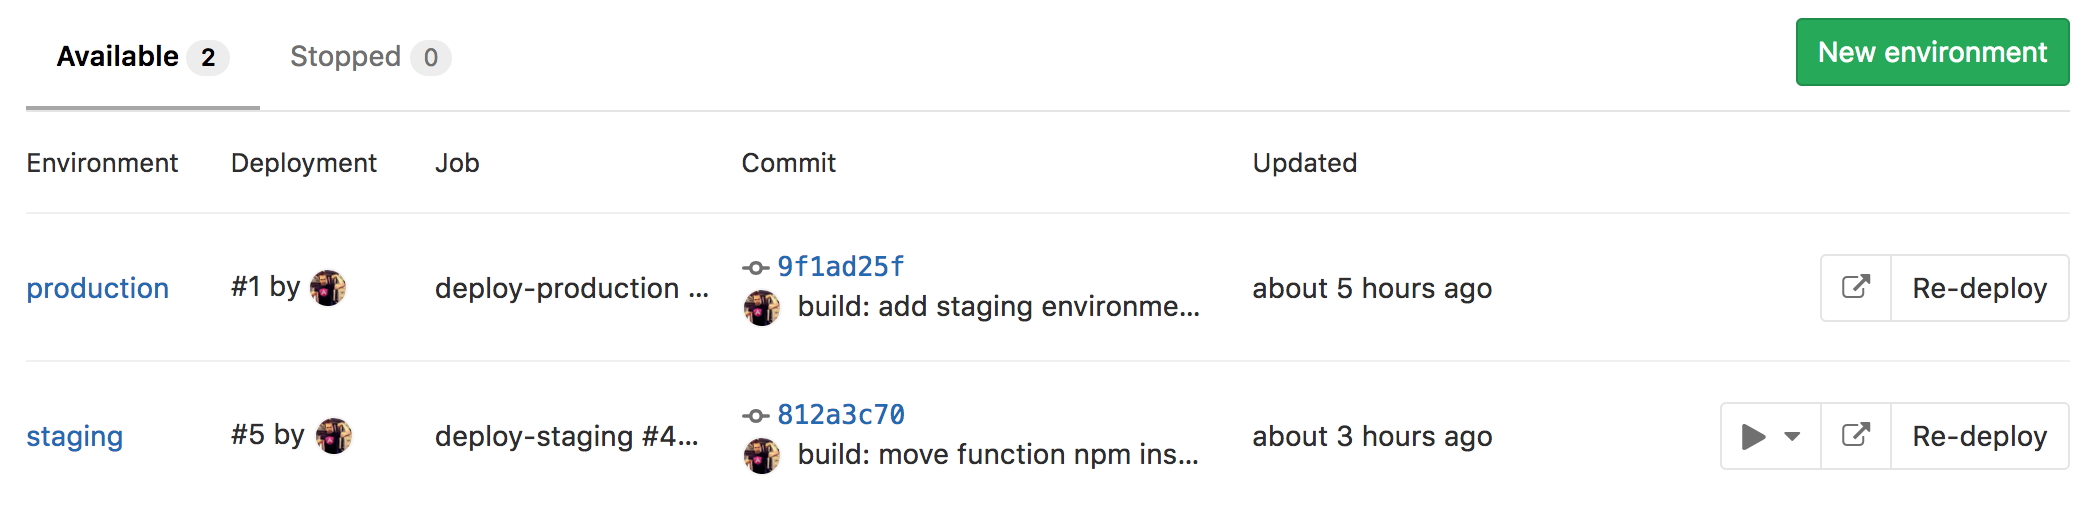 Available 2 Stopped 0 New environment
Environment Deployment Job Commit Updated
production #1 by deploy-production ... 9f1ad25f about 5 hours ago Re-deploy
build: add staging environme...
staging #5 by deploy-staging #4... 812a3c70 about 3 hours ago Re-deploy
build: move function npm ins...